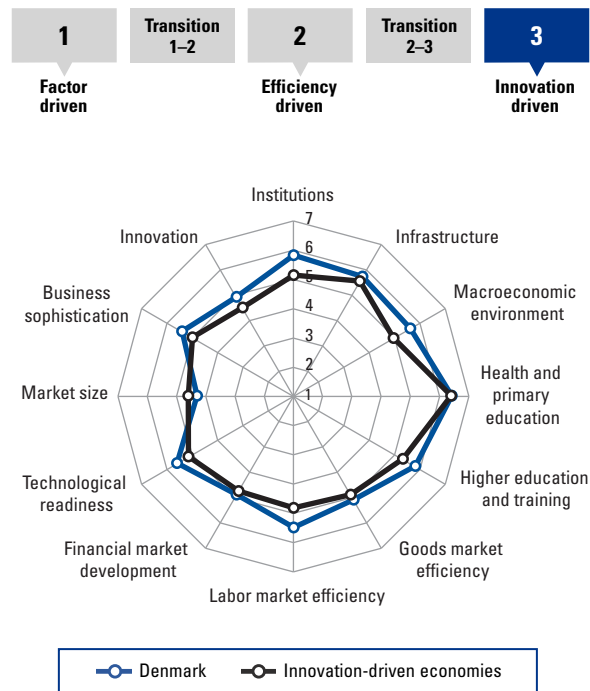 1
Transition
1–2
2
Transition
2–3
3
Factor
driven
Efficiency
driven
Innovation
driven
Institutions
7
Innovation
Infrastructure
6
5
Business
sophistication
Macroeconomic
environment
4
3
2
Market size
1
Health and
primary
education
Technological
readiness
Higher education
and training
Financial market
development
Goods market
efficiency
Labor market efficiency
Denmark
Innovation-driven economies